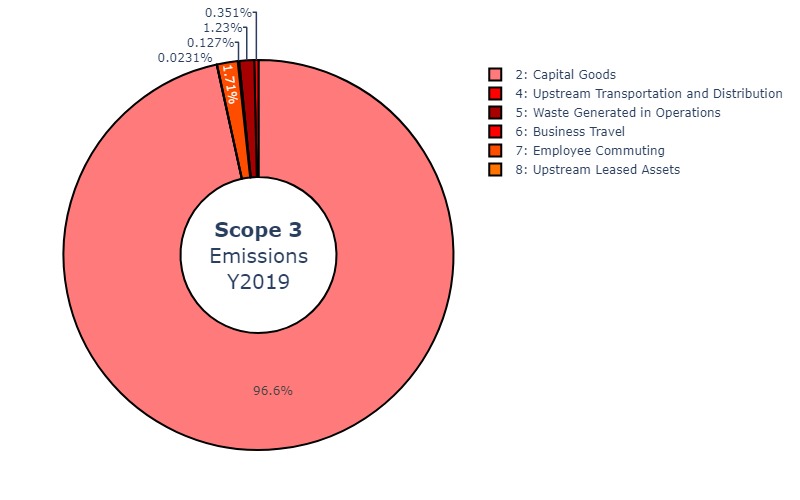 0.351%
1.23%
0.127%
0.0231%
1.71%
96.6%
Scope 3
Emissions
Y2019
2: Capital Goods
4: Upstream Transportation and Distribution
5: Waste Generated in Operations
6: Business Travel
7: Employee Commuting
8: Upstream Leased Assets